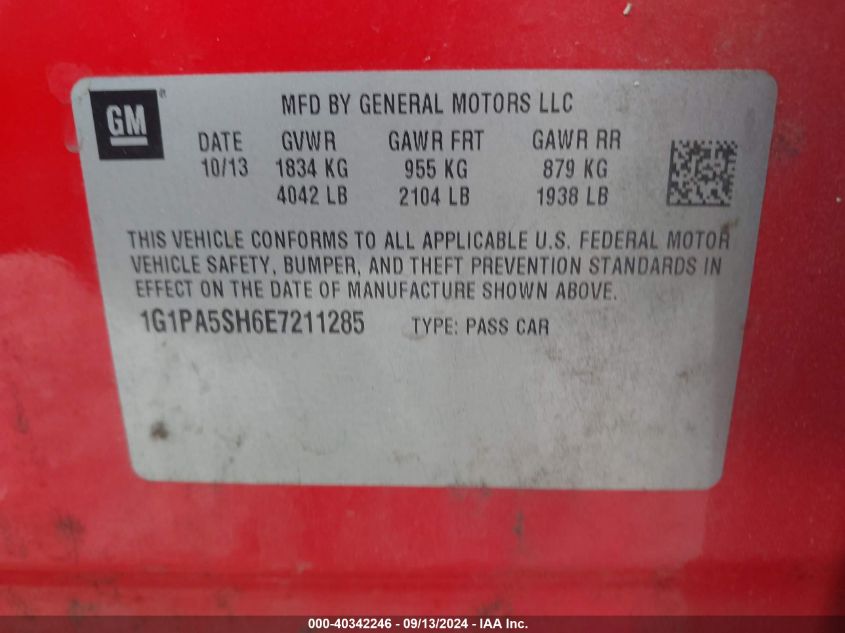 GM®
MFD BY GENERAL MOTORS LLC
DATE GVWR GAWR FRT GAWR RR
10/13 1834 KG 955 KG 879 KG
4042 LB 2104 LB 1938 LB
THIS VEHICLE CONFORMS TO ALL APPLICABLE U.S. FEDERAL MOTOR
VEHICLE SAFETY, BUMPER, AND THEFT PREVENTION STANDARDS IN
EFFECT ON THE DATE OF MANUFACTURE SHOWN ABOVE.
1G1PA5SH6E7211285 TYPE: PASS CAR
000-40342246 - 09/13/2024 - IAAI Inc.